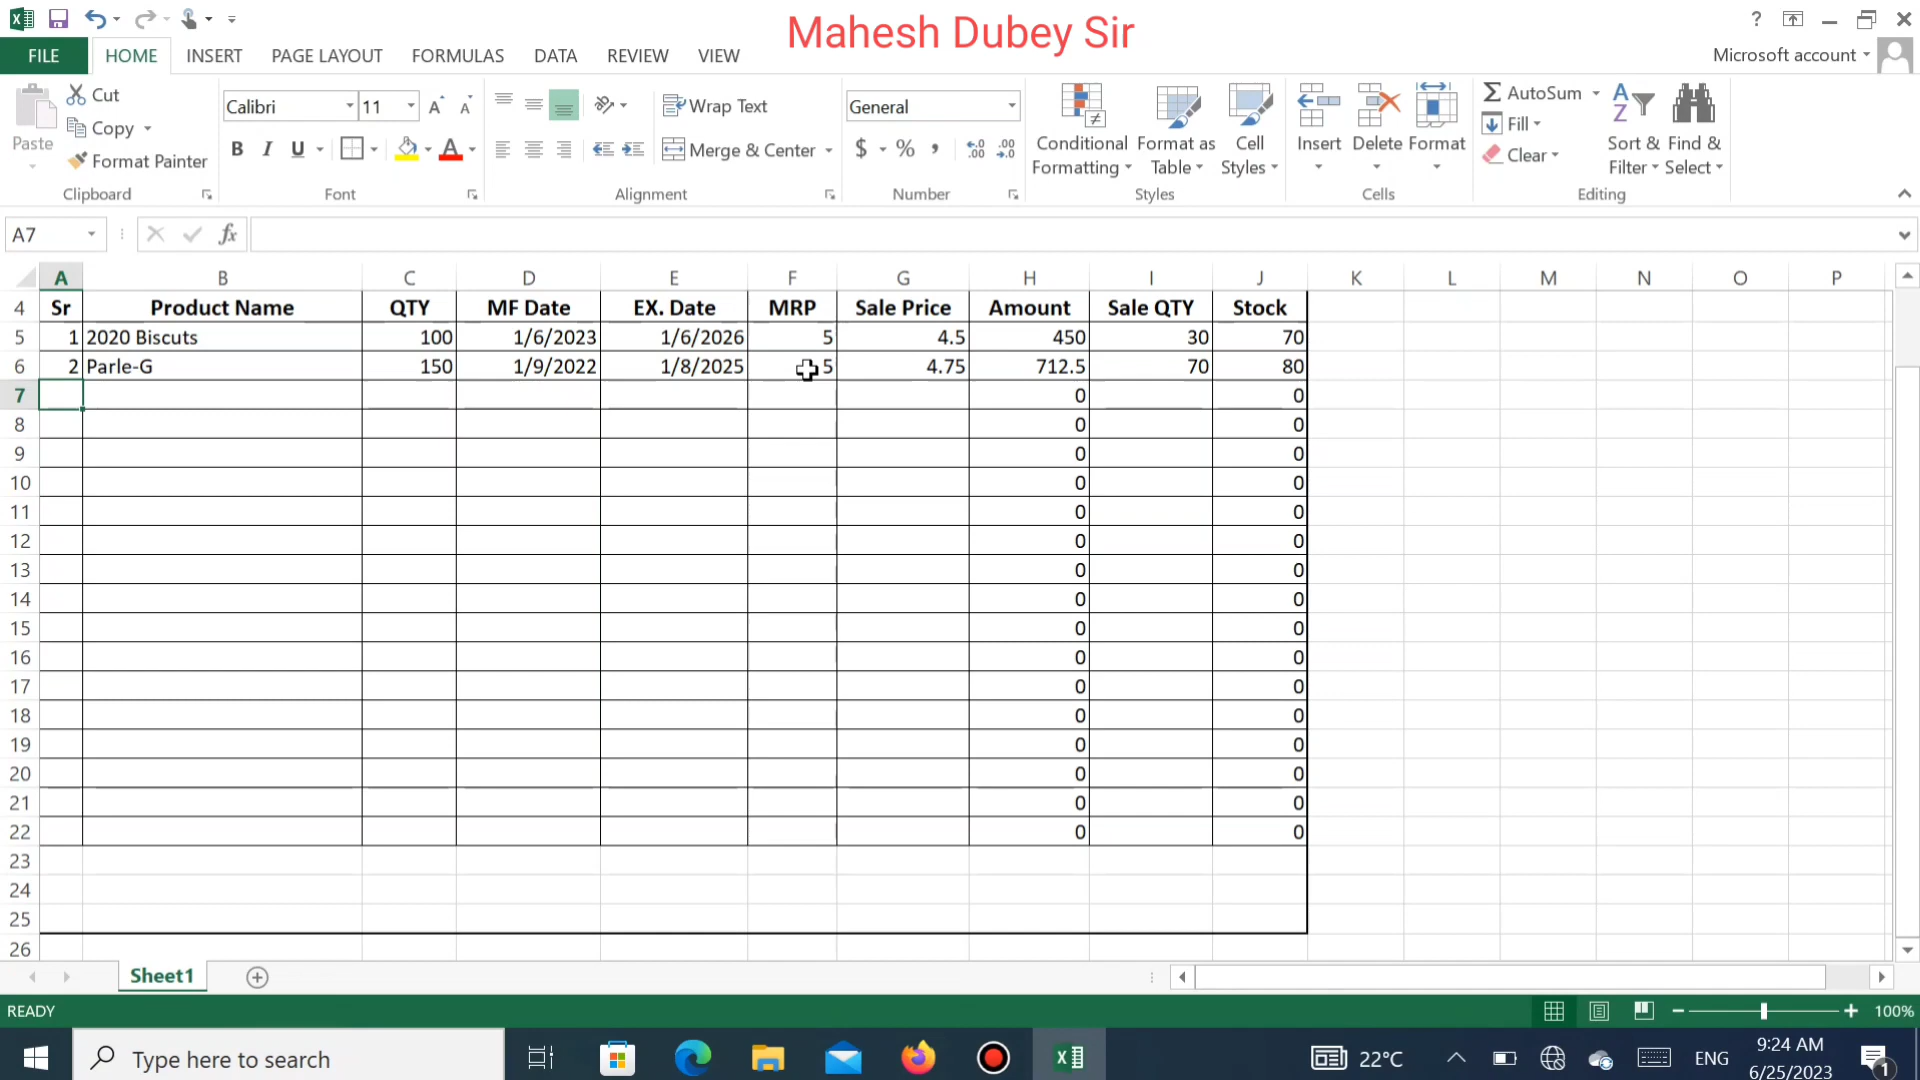 Mahesh Dubey Sir
?
FILE HOME INSERT PAGE LAYOUT FORMULAS DATA REVIEW VIEW Microsoft account
Paste Cut Copy Format Painter Clipboard
Calibri 11 B I U A Font
Wrap Text Merge & Center Alignment
General $ % , .00 Number
Conditional Formatting Format as Table Cell Styles Styles
Insert Delete Format Cells
AutoSum Fill Clear Sort & Filter Find & Select Editing
A7 fx
A B C D E F G H I J K L M N O P
4 Sr Product Name QTY MF Date EX. Date MRP Sale Price Amount Sale QTY Stock
5 1 2020 Biscuts 100 1/6/2023 1/6/2026 5 4.5 450 30 70
6 2 Parle-G 150 1/9/2022 1/8/2025 5 4.75 712.5 70 80
7 0 0
8 0 0
9 0 0
10 0 0
11 0 0
12 0 0
13 0 0
14 0 0
15 0 0
16 0 0
17 0 0
18 0 0
19 0 0
20 0 0
21 0 0
22 0 0
23
24
25
26
Sheet1
READY 100%
Type here to search 22°C ENG 9:24 AM
6/25/2023 1